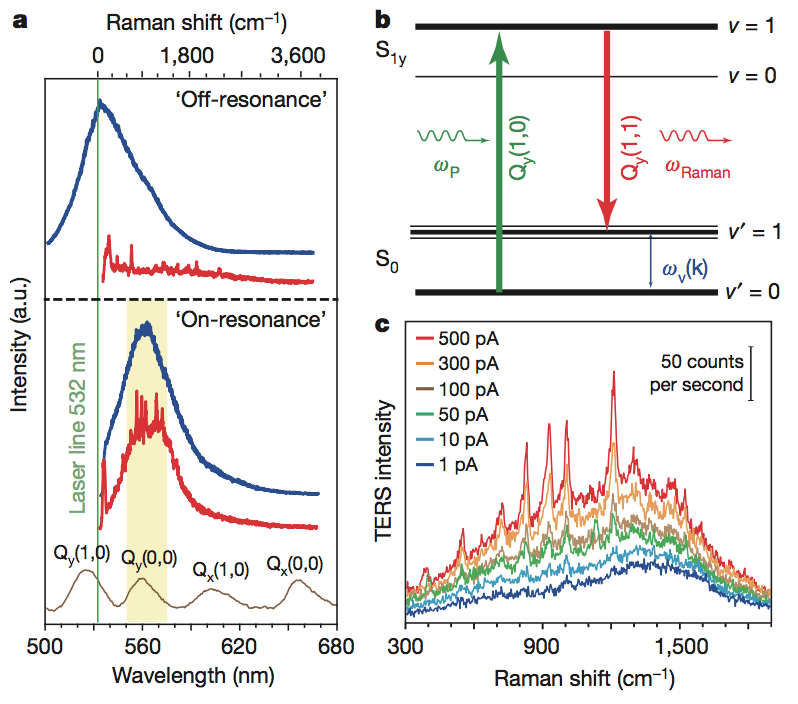 a
Raman shift (cm–1)
0 1,800 3,600
'Off-resonance'
'On-resonance'
Laser line 532 nm
Qy(1,0) Qy(0,0) Qx(1,0) Qx(0,0)
500 560 620 680
Wavelength (nm)
Intensity (a.u.)
b
S1y
v = 1
v = 0
ωP
Qy(1,0)
Qy(1,1)
ωRaman
S0
v′ = 1
ωv(k)
v′ = 0
c
500 pA
300 pA
100 pA
50 pA
10 pA
1 pA
50 counts
per second
TERS intensity
300 900 1,500
Raman shift (cm–1)